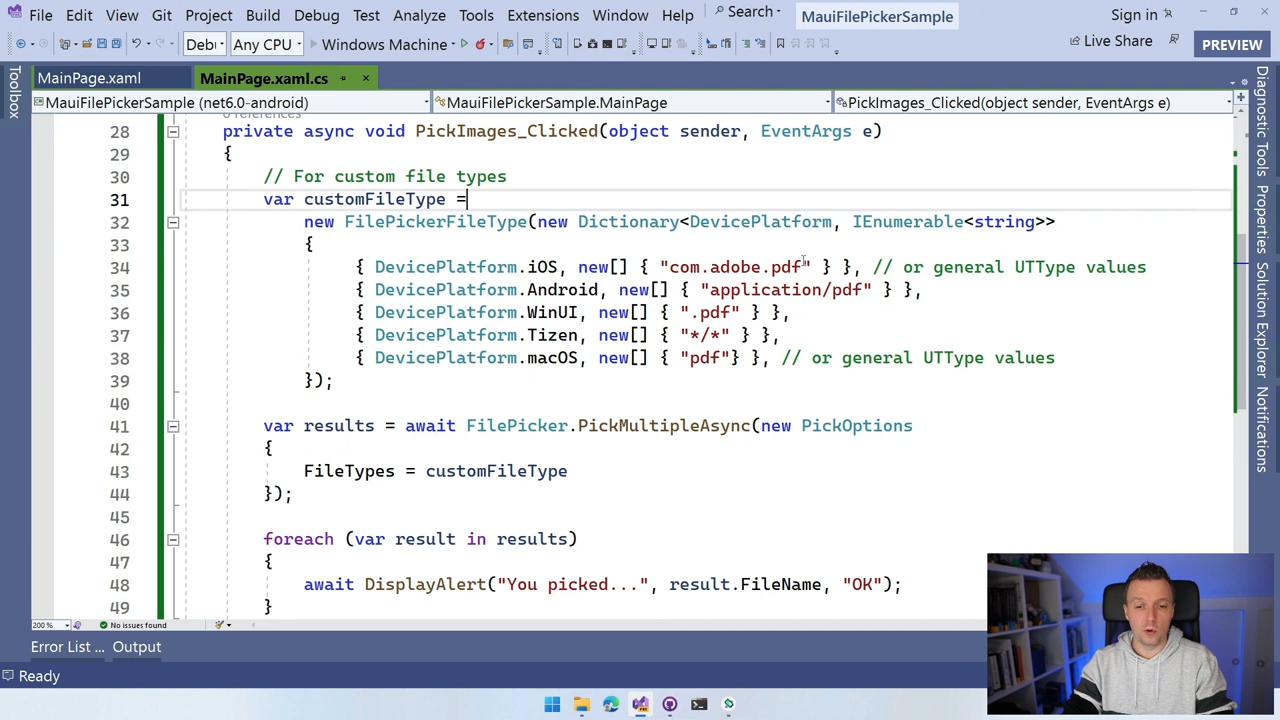 File Edit View Git Project Build Debug Test Analyze Tools Extensions Window Help Search MauiFilePickerSample Sign in
Debu Any CPU Windows Machine Live Share PREVIEW
Toolbox
MainPage.xaml MainPage.xaml.cs
MauiFilePickerSample (net6.0-android) MauiFilePickerSample.MainPage PickImages_Clicked(object sender, EventArgs e)
0 references
28 private async void PickImages_Clicked(object sender, EventArgs e)
29 {
30 // For custom file types
31 var customFileType =
32 new FilePickerFileType(new Dictionary<DevicePlatform, IEnumerable<string>>
33 {
34 { DevicePlatform.iOS, new[] { "com.adobe.pdf" } }, // or general UTType values
35 { DevicePlatform.Android, new[] { "application/pdf" } },
36 { DevicePlatform.WinUI, new[] { ".pdf" } },
37 { DevicePlatform.Tizen, new[] { "*/*" } },
38 { DevicePlatform.macOS, new[] { "pdf"} }, // or general UTType values
39 });
40
41 var results = await FilePicker.PickMultipleAsync(new PickOptions
42 {
43 FileTypes = customFileType
44 });
45
46 foreach (var result in results)
47 {
48 await DisplayAlert("You picked...", result.FileName, "OK");
49 }
200 % No issues found
Error List ... Output
Ready
Diagnostic Tools
Properties
Solution Explorer
Notifications